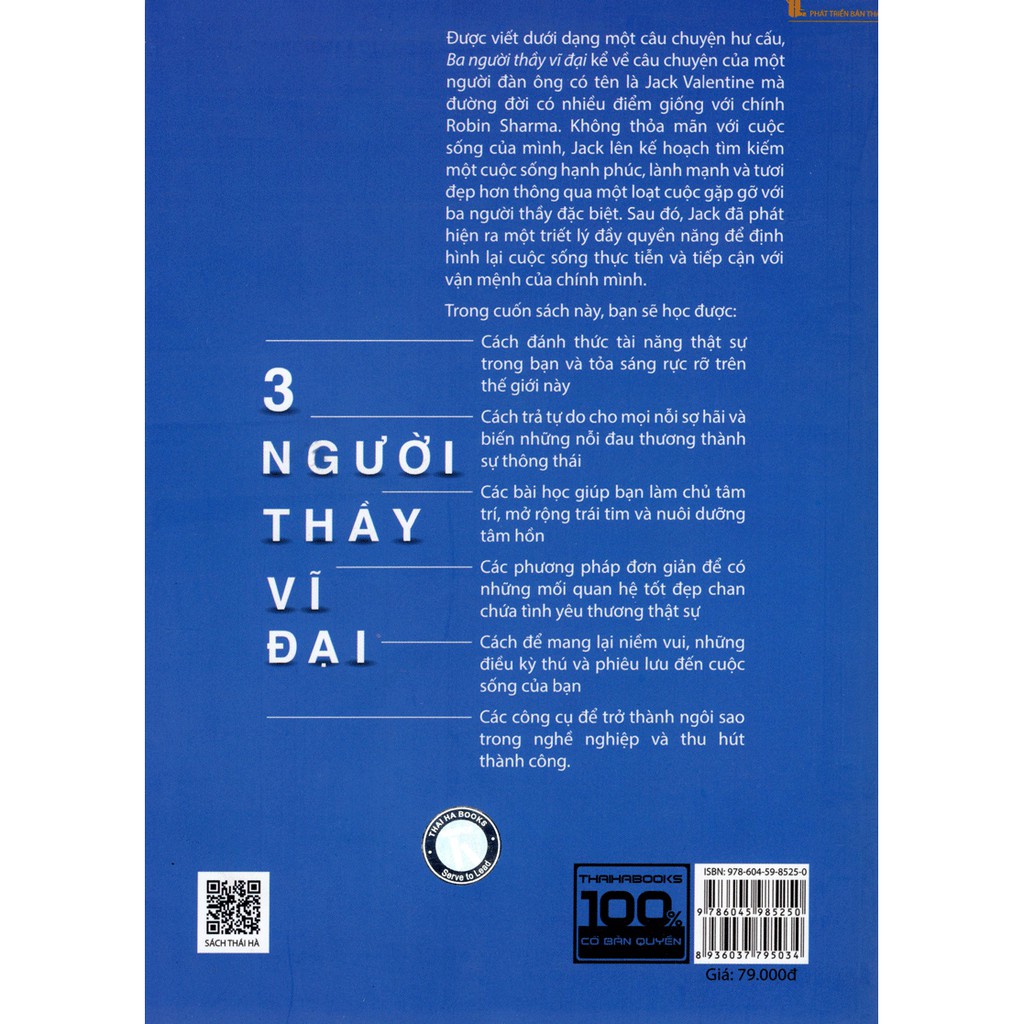 PHÁT TRIỂN BẢN TH
Được viết dưới dạng một câu chuyện hư cấu,
Ba người thầy vĩ đại kể về câu chuyện của một
người đàn ông có tên là Jack Valentine mà
đường đời có nhiều điểm giống với chính
Robin Sharma. Không thỏa mãn với cuộc
sống của mình, Jack lên kế hoạch tìm kiếm
một cuộc sống hạnh phúc, lành mạnh và tươi
đẹp hơn thông qua một loạt cuộc gặp gỡ với
ba người thầy đặc biệt. Sau đó, Jack đã phát
hiện ra một triết lý đầy quyền năng để định
hình lại cuộc sống thực tiễn và tiếp cận với
vận mệnh của chính mình.
Trong cuốn sách này, bạn sẽ học được:
Cách đánh thức tài năng thật sự
trong bạn và tỏa sáng rực rỡ trên
thế giới này
Cách trả tự do cho mọi nỗi sợ hãi và
biến những nỗi đau thương thành
sự thông thái
Các bài học giúp bạn làm chủ tâm
trí, mở rộng trái tim và nuôi dưỡng
tâm hồn
Các phương pháp đơn giản để có
những mối quan hệ tốt đẹp chan
chứa tình yêu thương thật sự
Cách để mang lại niềm vui, những
điều kỳ thú và phiêu lưu đến cuộc
sống của bạn
Các công cụ để trở thành ngôi sao
trong nghề nghiệp và thu hút
thành công.
3
NGƯỜI
THẦY
VĨ
ĐẠI
THAI HA BOOKS
Serve to Lead
SÁCH THÁI HÀ
THAIHABOOKS
100%
CÓ BẢN QUYỀN
ISBN: 978-604-59-8525-0
9 786045 985250
8 936037 795034
Giá: 79.000đ